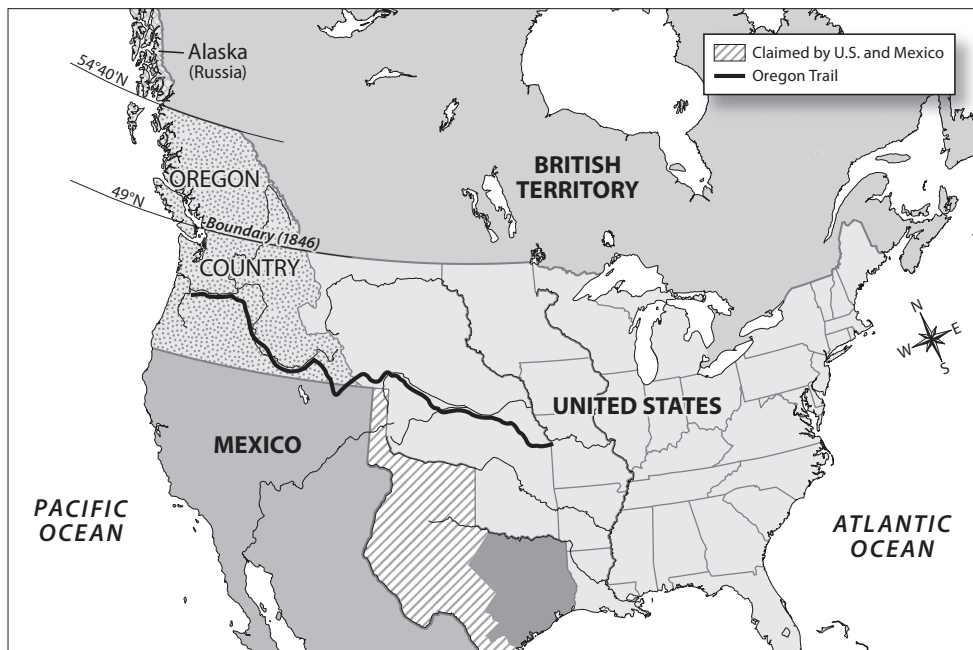 Alaska
(Russia)
54°40'N
Claimed by U.S. and Mexico
Oregon Trail
BRITISH
TERRITORY
OREGON
49°N
Boundary (1846)
COUNTRY
N
E
W
S
UNITED STATES
MEXICO
PACIFIC
OCEAN
ATLANTIC
OCEAN